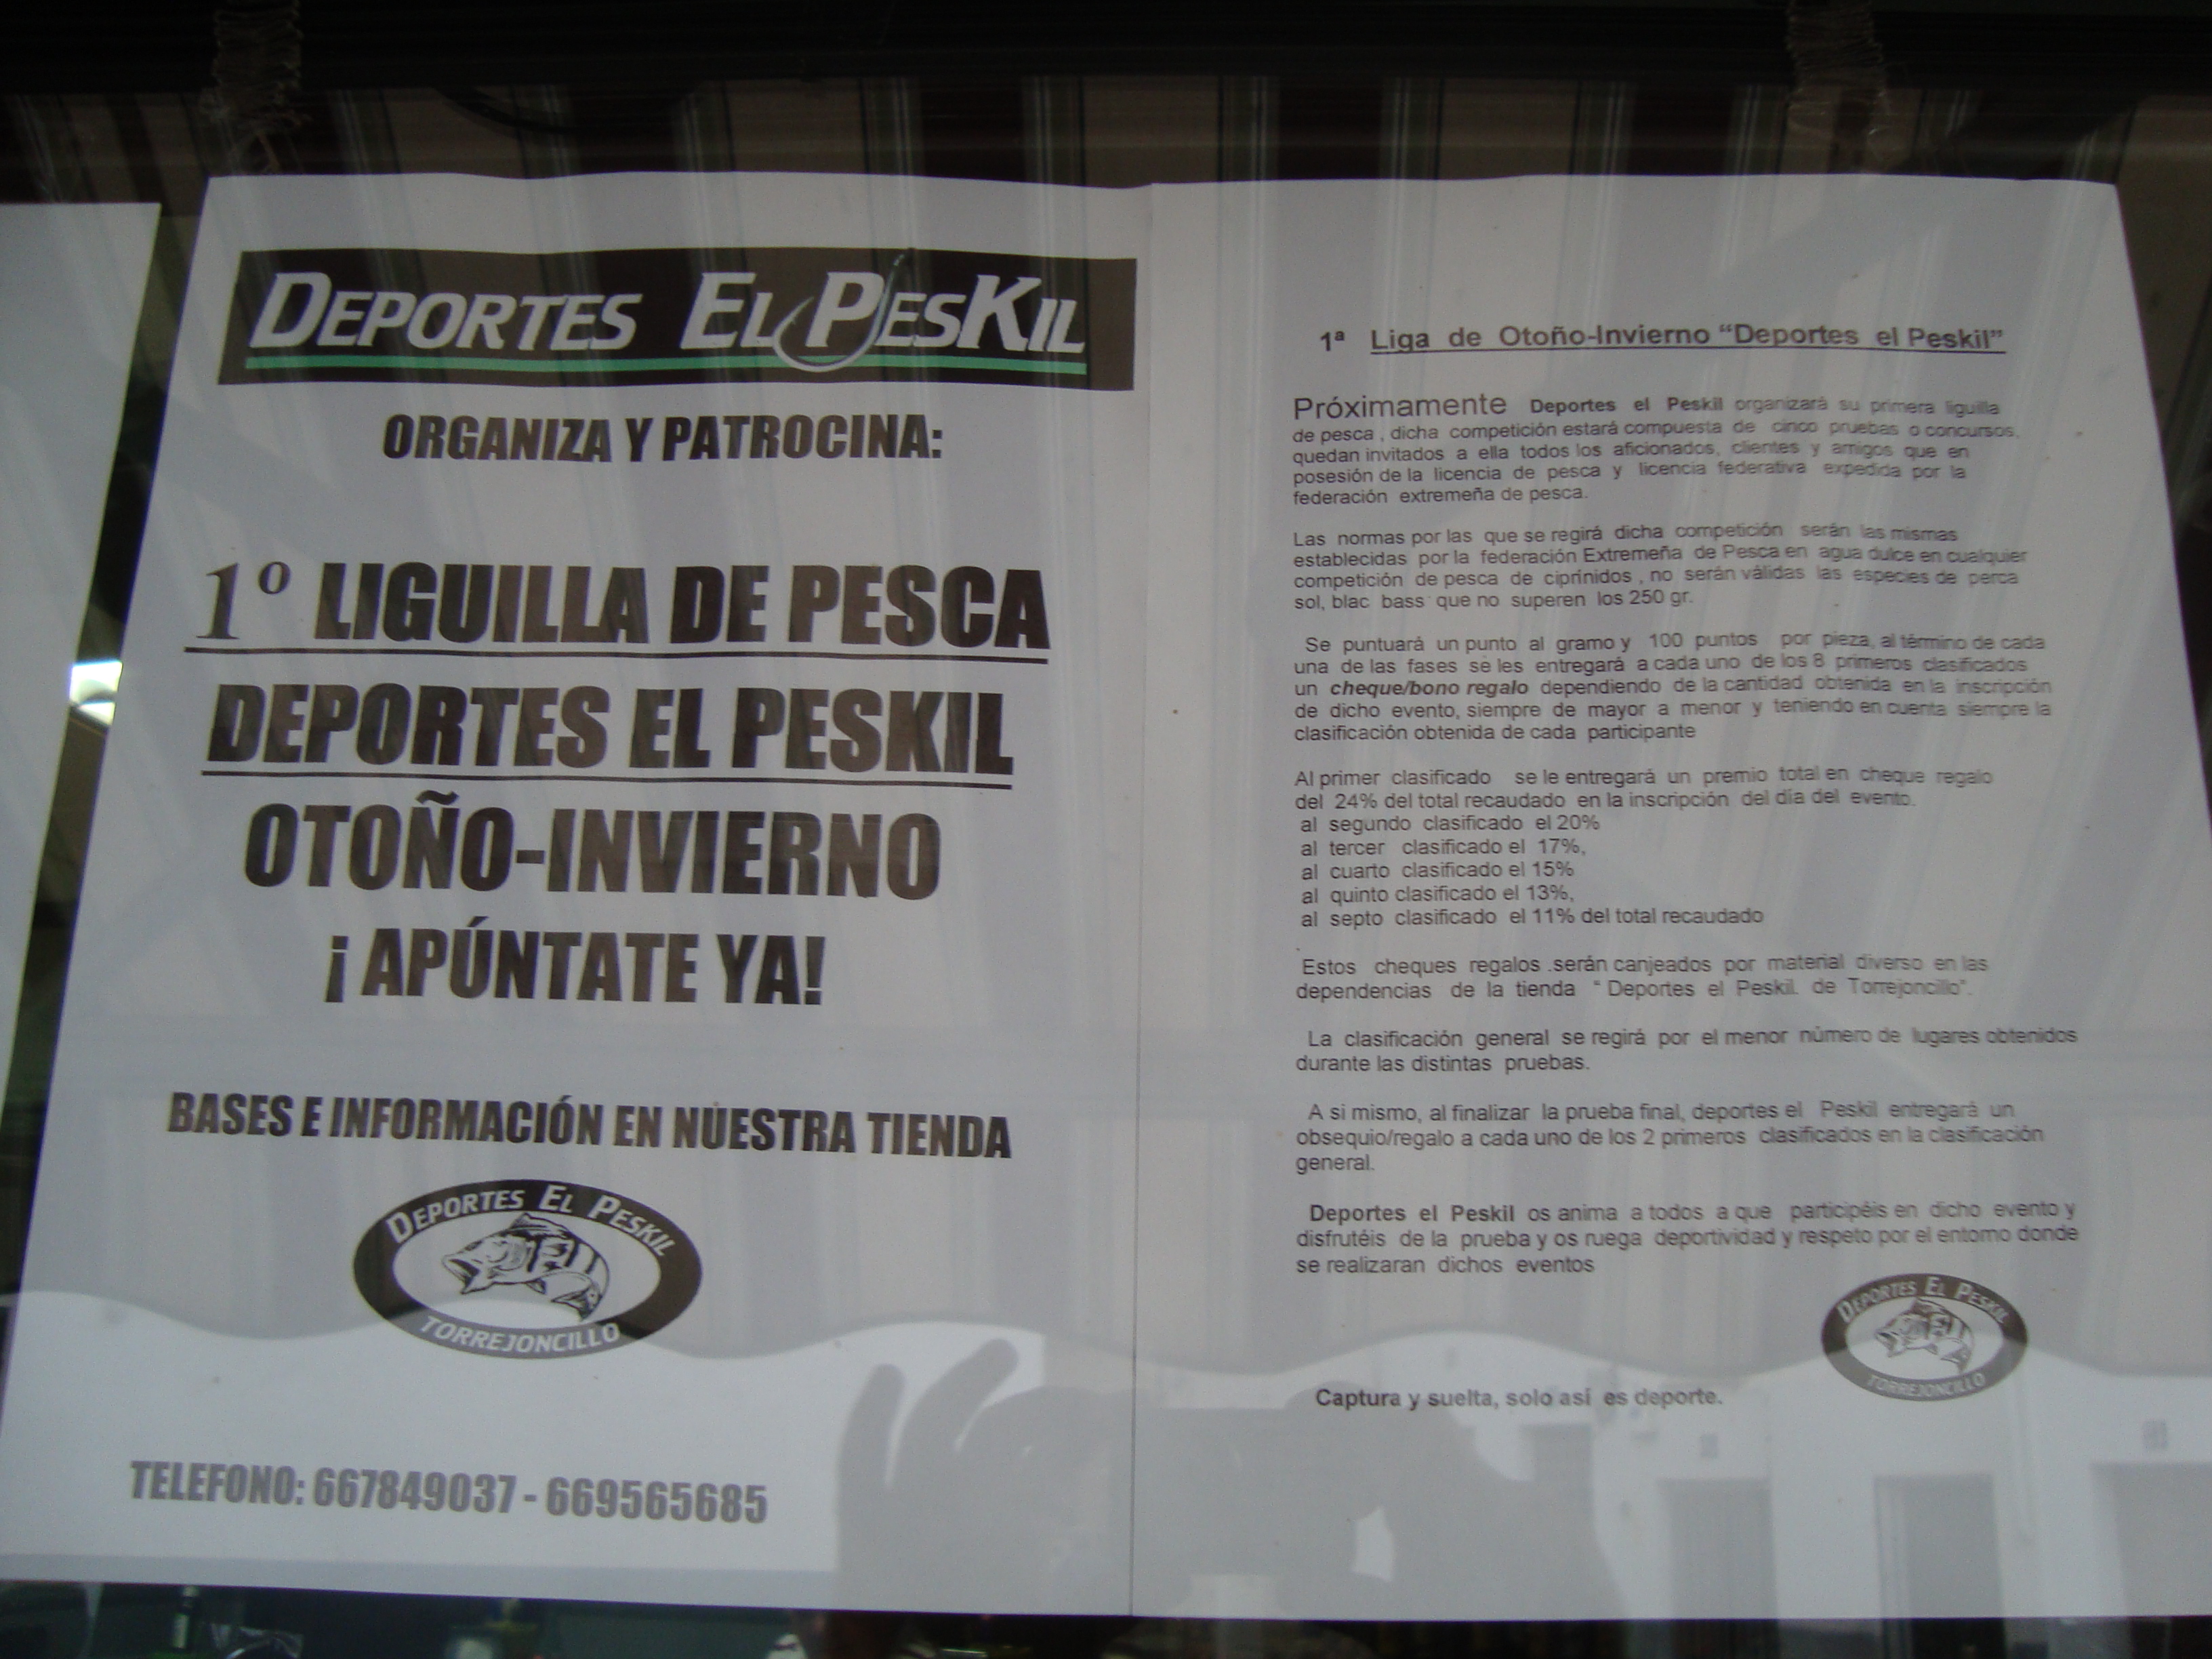 DEPORTES EL PESKIL
ORGANIZA Y PATROCINA:
1º LIGUILLA DE PESCA
DEPORTES EL PESKIL
OTOÑO-INVIERNO
¡ APÚNTATE YA!
BASES E INFORMACIÓN EN NUESTRA TIENDA
DEPORTES EL PESKIL
TORREJONCILLO
TELEFONO: 667849037 - 669565685
1ª Liga de Otoño-Invierno “Deportes el Peskil”
Próximamente Deportes el Peskil organizará su primera liguilla
de pesca , dicha competición estará compuesta de cinco pruebas o concursos,
quedan invitados a ella todos los aficionados, clientes y amigos que en
posesión de la licencia de pesca y licencia federativa expedida por la
federación extremeña de pesca.
Las normas por las que se regirá dicha competición serán las mismas
establecidas por la federación Extremeña de Pesca en agua dulce en cualquier
competición de pesca de ciprinidos , no serán válidas las especies de perca
sol, blac bass que no superen los 250 gr.
Se puntuará un punto al gramo y 100 puntos por pieza, al término de cada
una de las fases se les entregará a cada uno de los 8 primeros clasificados
un cheque/bono regalo dependiendo de la cantidad obtenida en la inscripción
de dicho evento, siempre de mayor a menor y teniendo en cuenta siempre la
clasificación obtenida de cada participante
Al primer clasificado se le entregará un premio total en cheque regalo
del 24% del total recaudado en la inscripción del día del evento.
al segundo clasificado el 20%
al tercer clasificado el 17%,
al cuarto clasificado el 15%
al quinto clasificado el 13%,
al septo clasificado el 11% del total recaudado
Estos cheques regalos .serán canjeados por material diverso en las
dependencias de la tienda “ Deportes el Peskil. de Torrejoncillo”.
La clasificación general se regirá por el menor número de lugares obtenidos
durante las distintas pruebas.
A si mismo, al finalizar la prueba final, deportes el Peskil entregará un
obsequio/regalo a cada uno de los 2 primeros clasificados en la clasificación
general.
Deportes el Peskil os anima a todos a que participéis en dicho evento y
disfrutéis de la prueba y os ruega deportividad y respeto por el entorno donde
se realizaran dichos eventos
DEPORTES EL PESKIL
TORREJONCILLO
Captura y suelta, solo así es deporte.